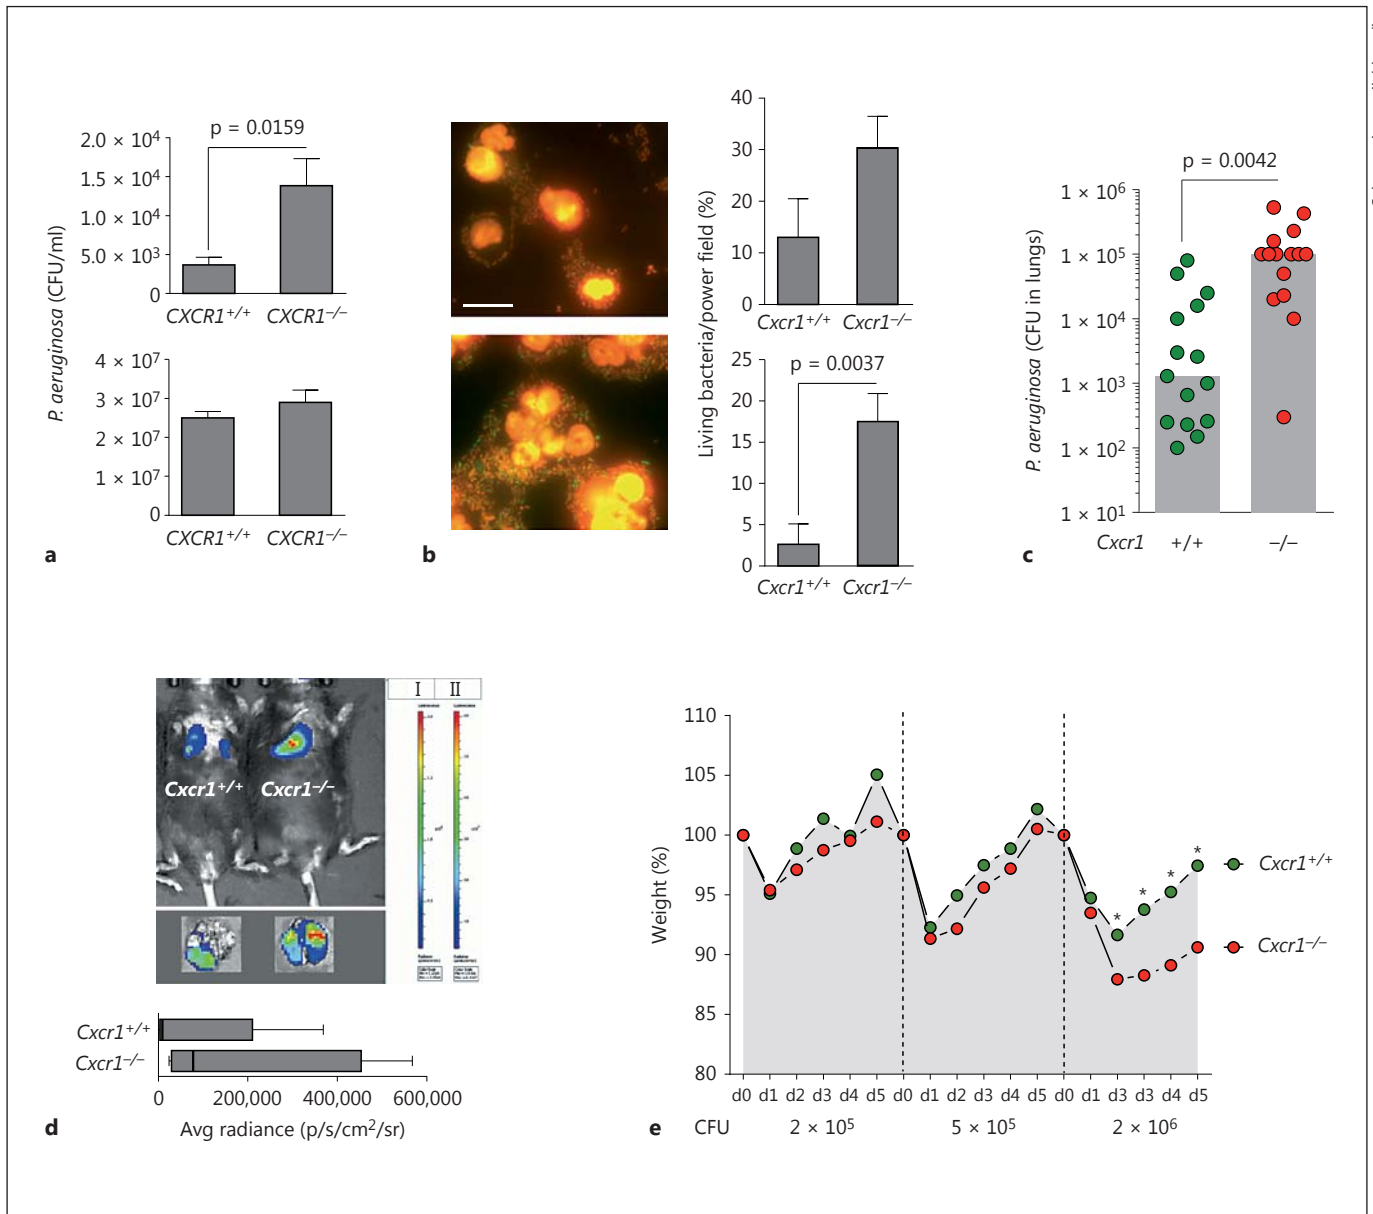 p = 0.0159
2.0 × 10⁴
1.5 × 10⁴
1.0 × 10⁴
5.0 × 10³
0
CXCR1+/+ CXCR1–/–
P. aeruginosa (CFU/ml)
4 × 10⁷
3 × 10⁷
2 × 10⁷
1 × 10⁷
0
CXCR1+/+ CXCR1–/–
a
b
Living bacteria/power field (%)
40
30
20
10
0
Cxcr1+/+ Cxcr1–/–
25
p = 0.0037
20
15
10
5
0
Cxcr1+/+ Cxcr1–/–
P. aeruginosa (CFU in lungs)
p = 0.0042
1 × 10⁶
1 × 10⁵
1 × 10⁴
1 × 10³
1 × 10²
1 × 10¹
c
Cxcr1 +/+ –/–
I II
Cxcr1+/+ Cxcr1–/–
Cxcr1+/+
Cxcr1–/–
0 200,000 400,000 600,000
d
Avg radiance (p/s/cm²/sr)
Weight (%)
110
105
100
95
90
85
80
* * * *
Cxcr1+/+
Cxcr1–/–
d0 d1 d2 d3 d4 d5 d0 d1 d2 d3 d4 d5 d0 d1 d3 d3 d4 d5
e
CFU 2 × 10⁵ 5 × 10⁵ 2 × 10⁶